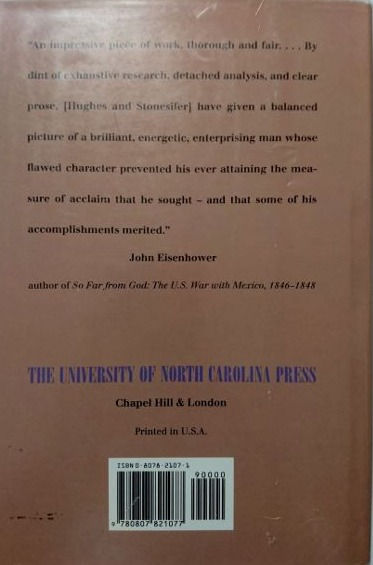 "An impressive piece of work, thorough and fair. . . . By
dint of exhaustive research, detached analysis, and clear
prose, [Hughes and Stonesifer] have given a balanced
picture of a brilliant, energetic, enterprising man whose
flawed character prevented his ever attaining the mea-
sure of acclaim that he sought – and that some of his
accomplishments merited."
John Eisenhower
author of So Far from God: The U.S. War with Mexico, 1846–1848
THE UNIVERSITY OF NORTH CAROLINA PRESS
Chapel Hill & London
Printed in U.S.A.
ISBN 0-8078-2107-1
90000
9 780807 821077